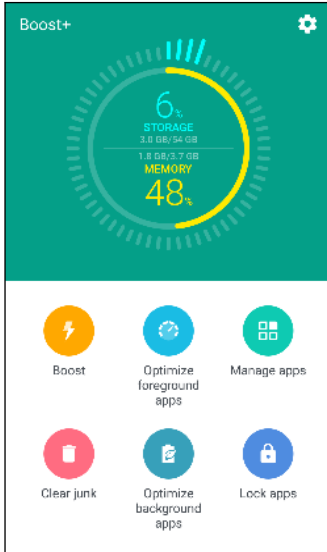 Boost+
6%
STORAGE
3.0 GB/54 GB
1.8 GB/3.7 GB
MEMORY
48%
Boost
Optimize
foreground
apps
Manage apps
Clear junk
Optimize
background
apps
Lock apps